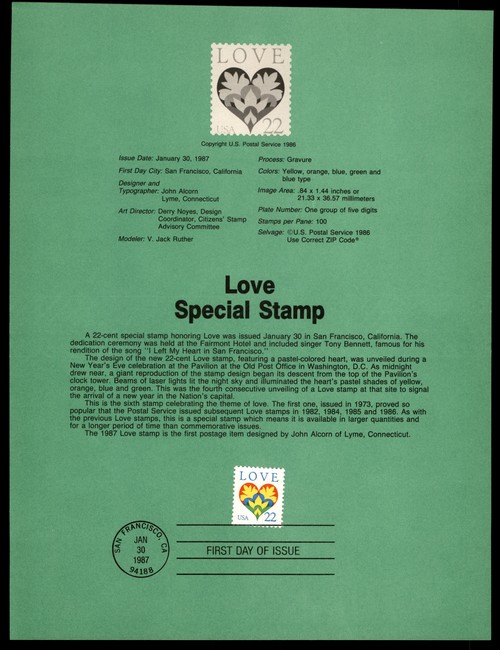 LOVE
USA 22
Copyright U.S. Postal Service 1986
Issue Date: January 30, 1987
First Day City: San Francisco, California
Designer and
Typographer: John Alcorn
Lyme, Connecticut
Art Director: Derry Noyes, Design
Coordinator, Citizens' Stamp
Advisory Committee
Modeler: V. Jack Ruther
Process: Gravure
Colors: Yellow, orange, blue, green and
blue type
Image Area: .84 x 1.44 inches or
21.33 x 36.57 millimeters
Plate Number: One group of five digits
Stamps per Pane: 100
Selvage: ©U.S. Postal Service 1986
Use Correct ZIP Code®
Love
Special Stamp
A 22-cent special stamp honoring Love was issued January 30 in San Francisco, California. The
dedication ceremony was held at the Fairmont Hotel and included singer Tony Bennett, famous for his
rendition of the song "I Left My Heart in San Francisco."
The design of the new 22-cent Love stamp, featuring a pastel-colored heart, was unveiled during a
New Year's Eve celebration at the Pavilion at the Old Post Office in Washington, D.C. As midnight
drew near, a giant reproduction of the stamp design began its descent from the top of the Pavilion's
clock tower. Beams of laser lights lit the night sky and illuminated the heart's pastel shades of yellow,
orange, blue and green. This was the fourth consecutive unveiling of a Love stamp at that site to signal
the arrival of a new year in the Nation's capital.
This is the sixth stamp celebrating the theme of love. The first one, issued in 1973, proved so
popular that the Postal Service issued subsequent Love stamps in 1982, 1984, 1985 and 1986. As with
the previous Love stamps, this is a special stamp which means it is available in larger quantities and
for a longer period of time than commemorative issues.
The 1987 Love stamp is the first postage item designed by John Alcorn of Lyme, Connecticut.
LOVE
USA 22
SAN FRANCISCO, CA
JAN
30
1987
94188
FIRST DAY OF ISSUE